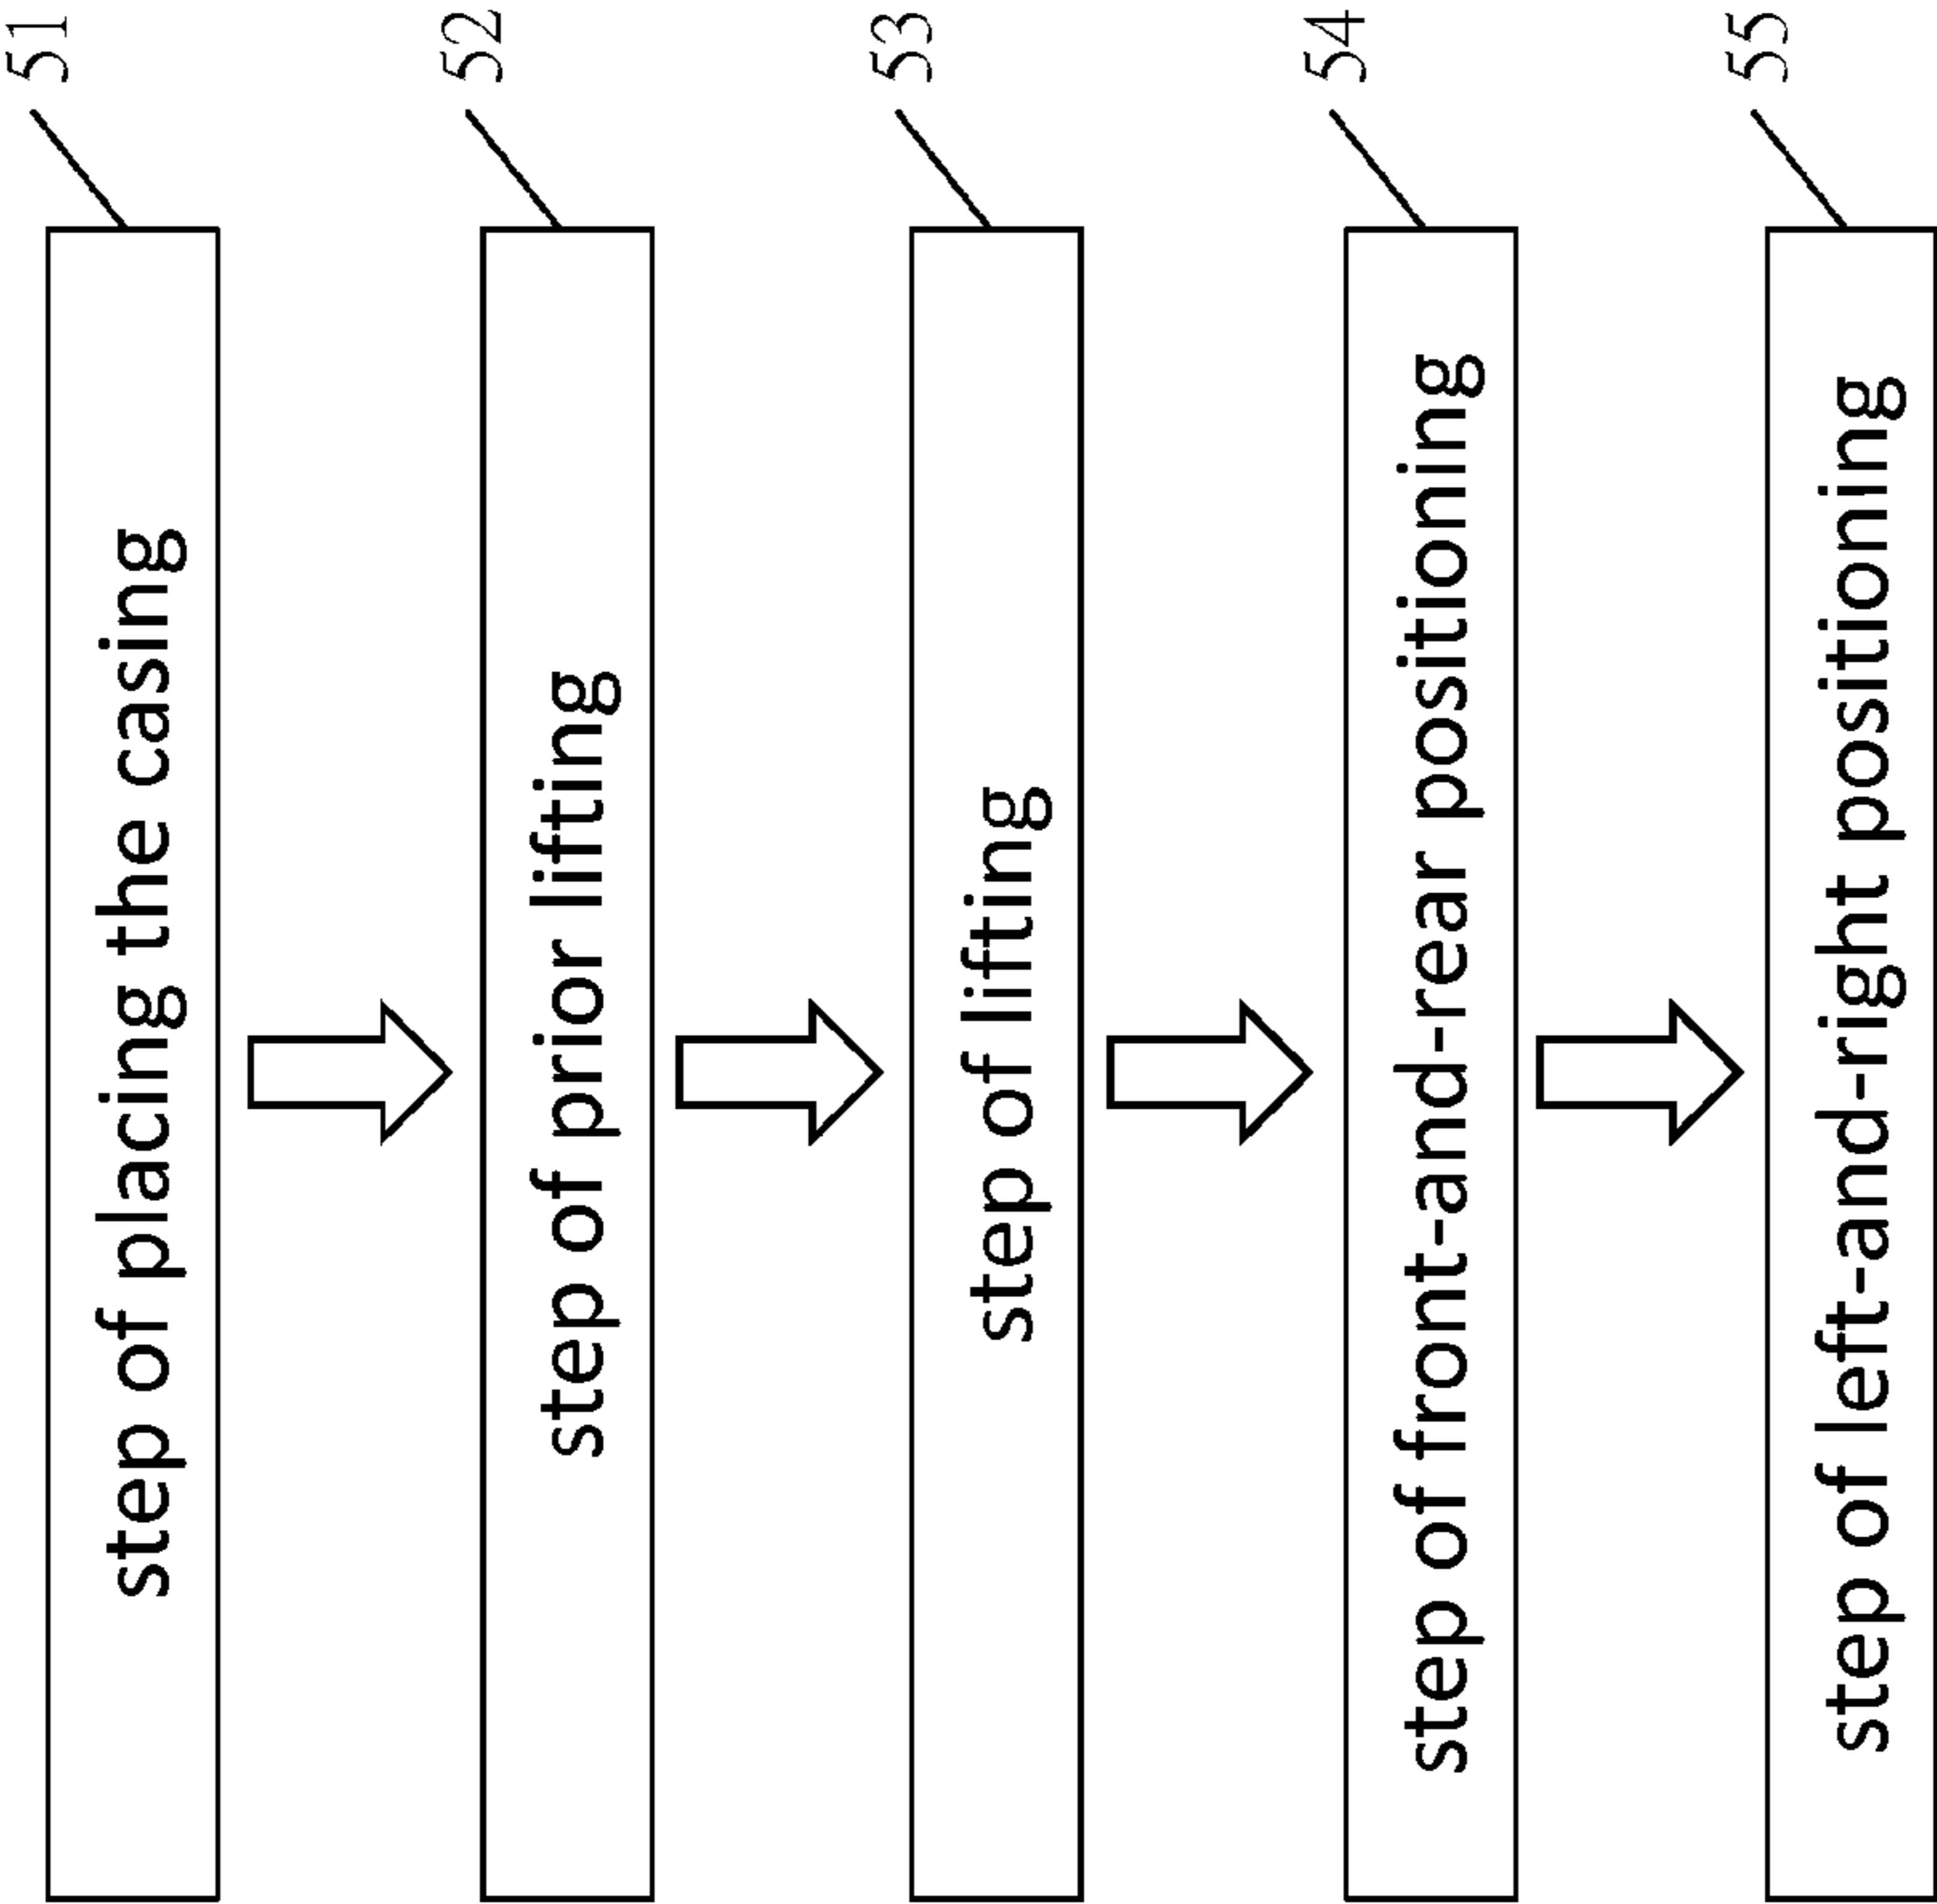 51
step of placing the casing
52
step of prior lifting
53
step of lifting
54
step of front-and-rear positioning
55
step of left-and-right positioning